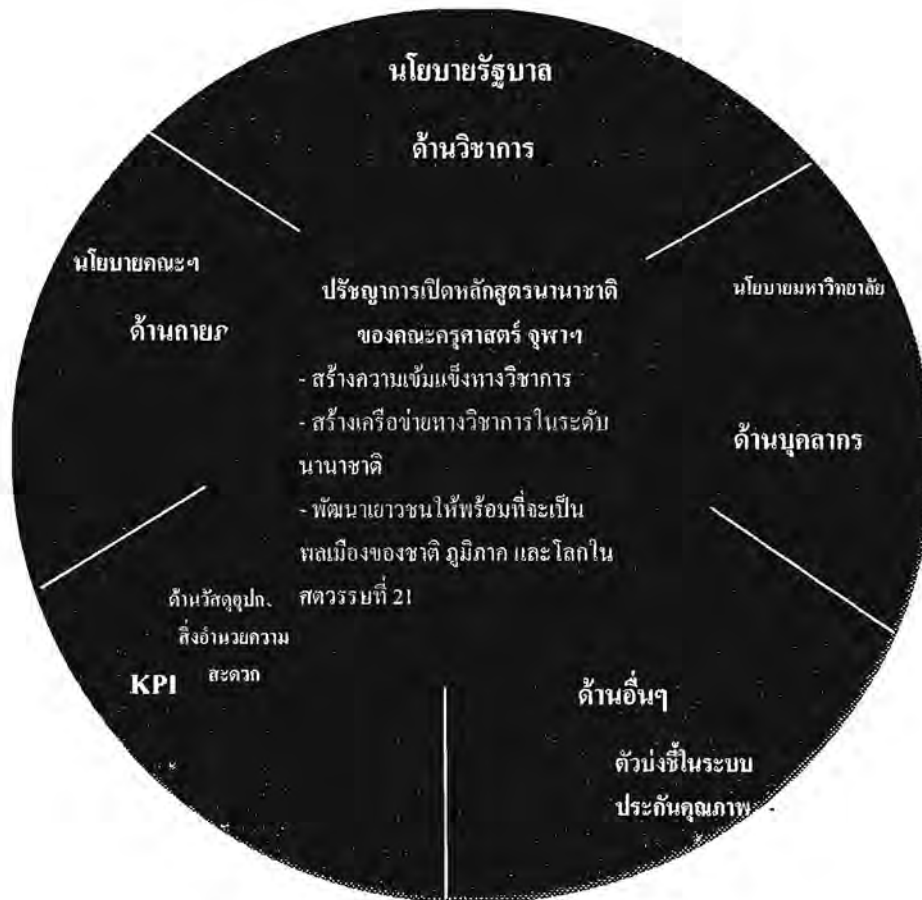 นโยบายรัฐบาล
ด้านวิชาการ
นโยบายคณะฯ
ด้านกายภ
นโยบายมหาวิทยาลัย
ด้านบุคลากร
ปรัชญาการเปิดหลักสูตรนานาชาติ
ของคณะครุศาสตร์ จุฬาฯ
- สร้างความเข้มแข็งทางวิชาการ
- สร้างเครือข่ายทางวิชาการในระดับ
นานาชาติ
- พัฒนาเยาวชนให้พร้อมที่จะเป็น
พลเมืองของชาติ ภูมิภาค และโลกใน
ศตวรรษที่ 21
ด้านวัสดุอุปก
สิ่งอำนวยความ
สะดวก
KPI
ด้านอื่นๆ
ตัวบ่งชี้ในระบบ
ประกันคุณภาพ